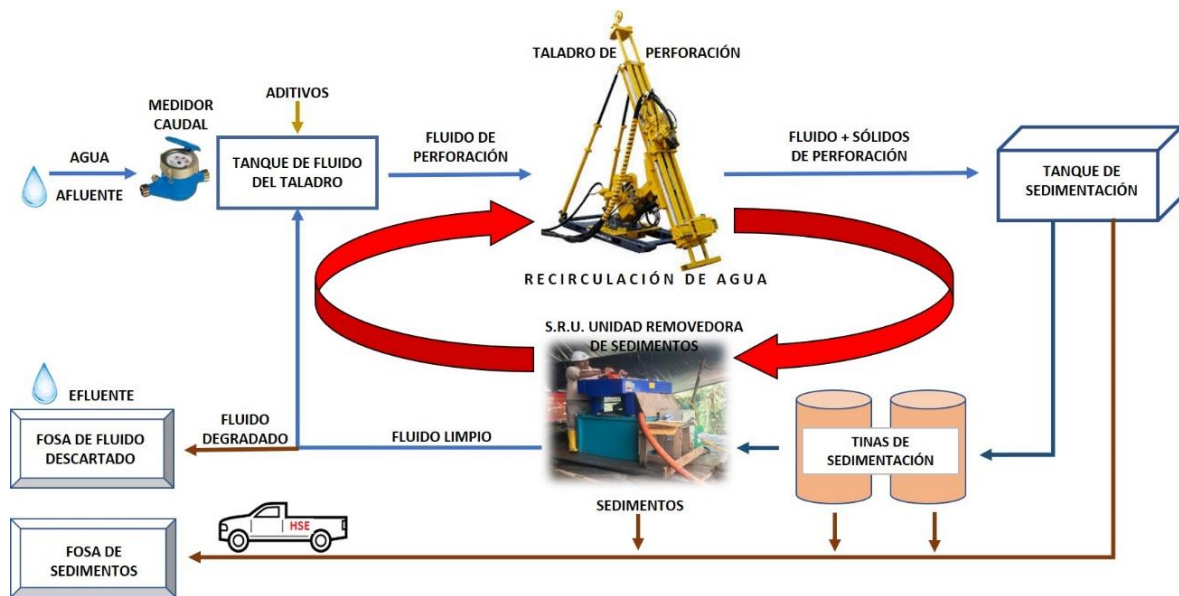 TALADRO DE PERFORACIÓN
ADITIVOS
MEDIDOR
CAUDAL
AGUA
AFLUENTE
TANQUE DE FLUIDO
DEL TALADRO
FLUIDO DE
PERFORACIÓN
FLUIDO + SÓLIDOS
DE PERFORACIÓN
TANQUE DE
SEDIMENTACIÓN
RECIRCULACIÓN DE AGUA
S.R.U. UNIDAD REMOVEDORA
DE SEDIMENTOS
EFLUENTE
FOSA DE FLUIDO
DESCARTADO
FLUIDO
DEGRADADO
FLUIDO LIMPIO
TINAS DE
SEDIMENTACIÓN
SEDIMENTOS
HSE
FOSA DE
SEDIMENTOS